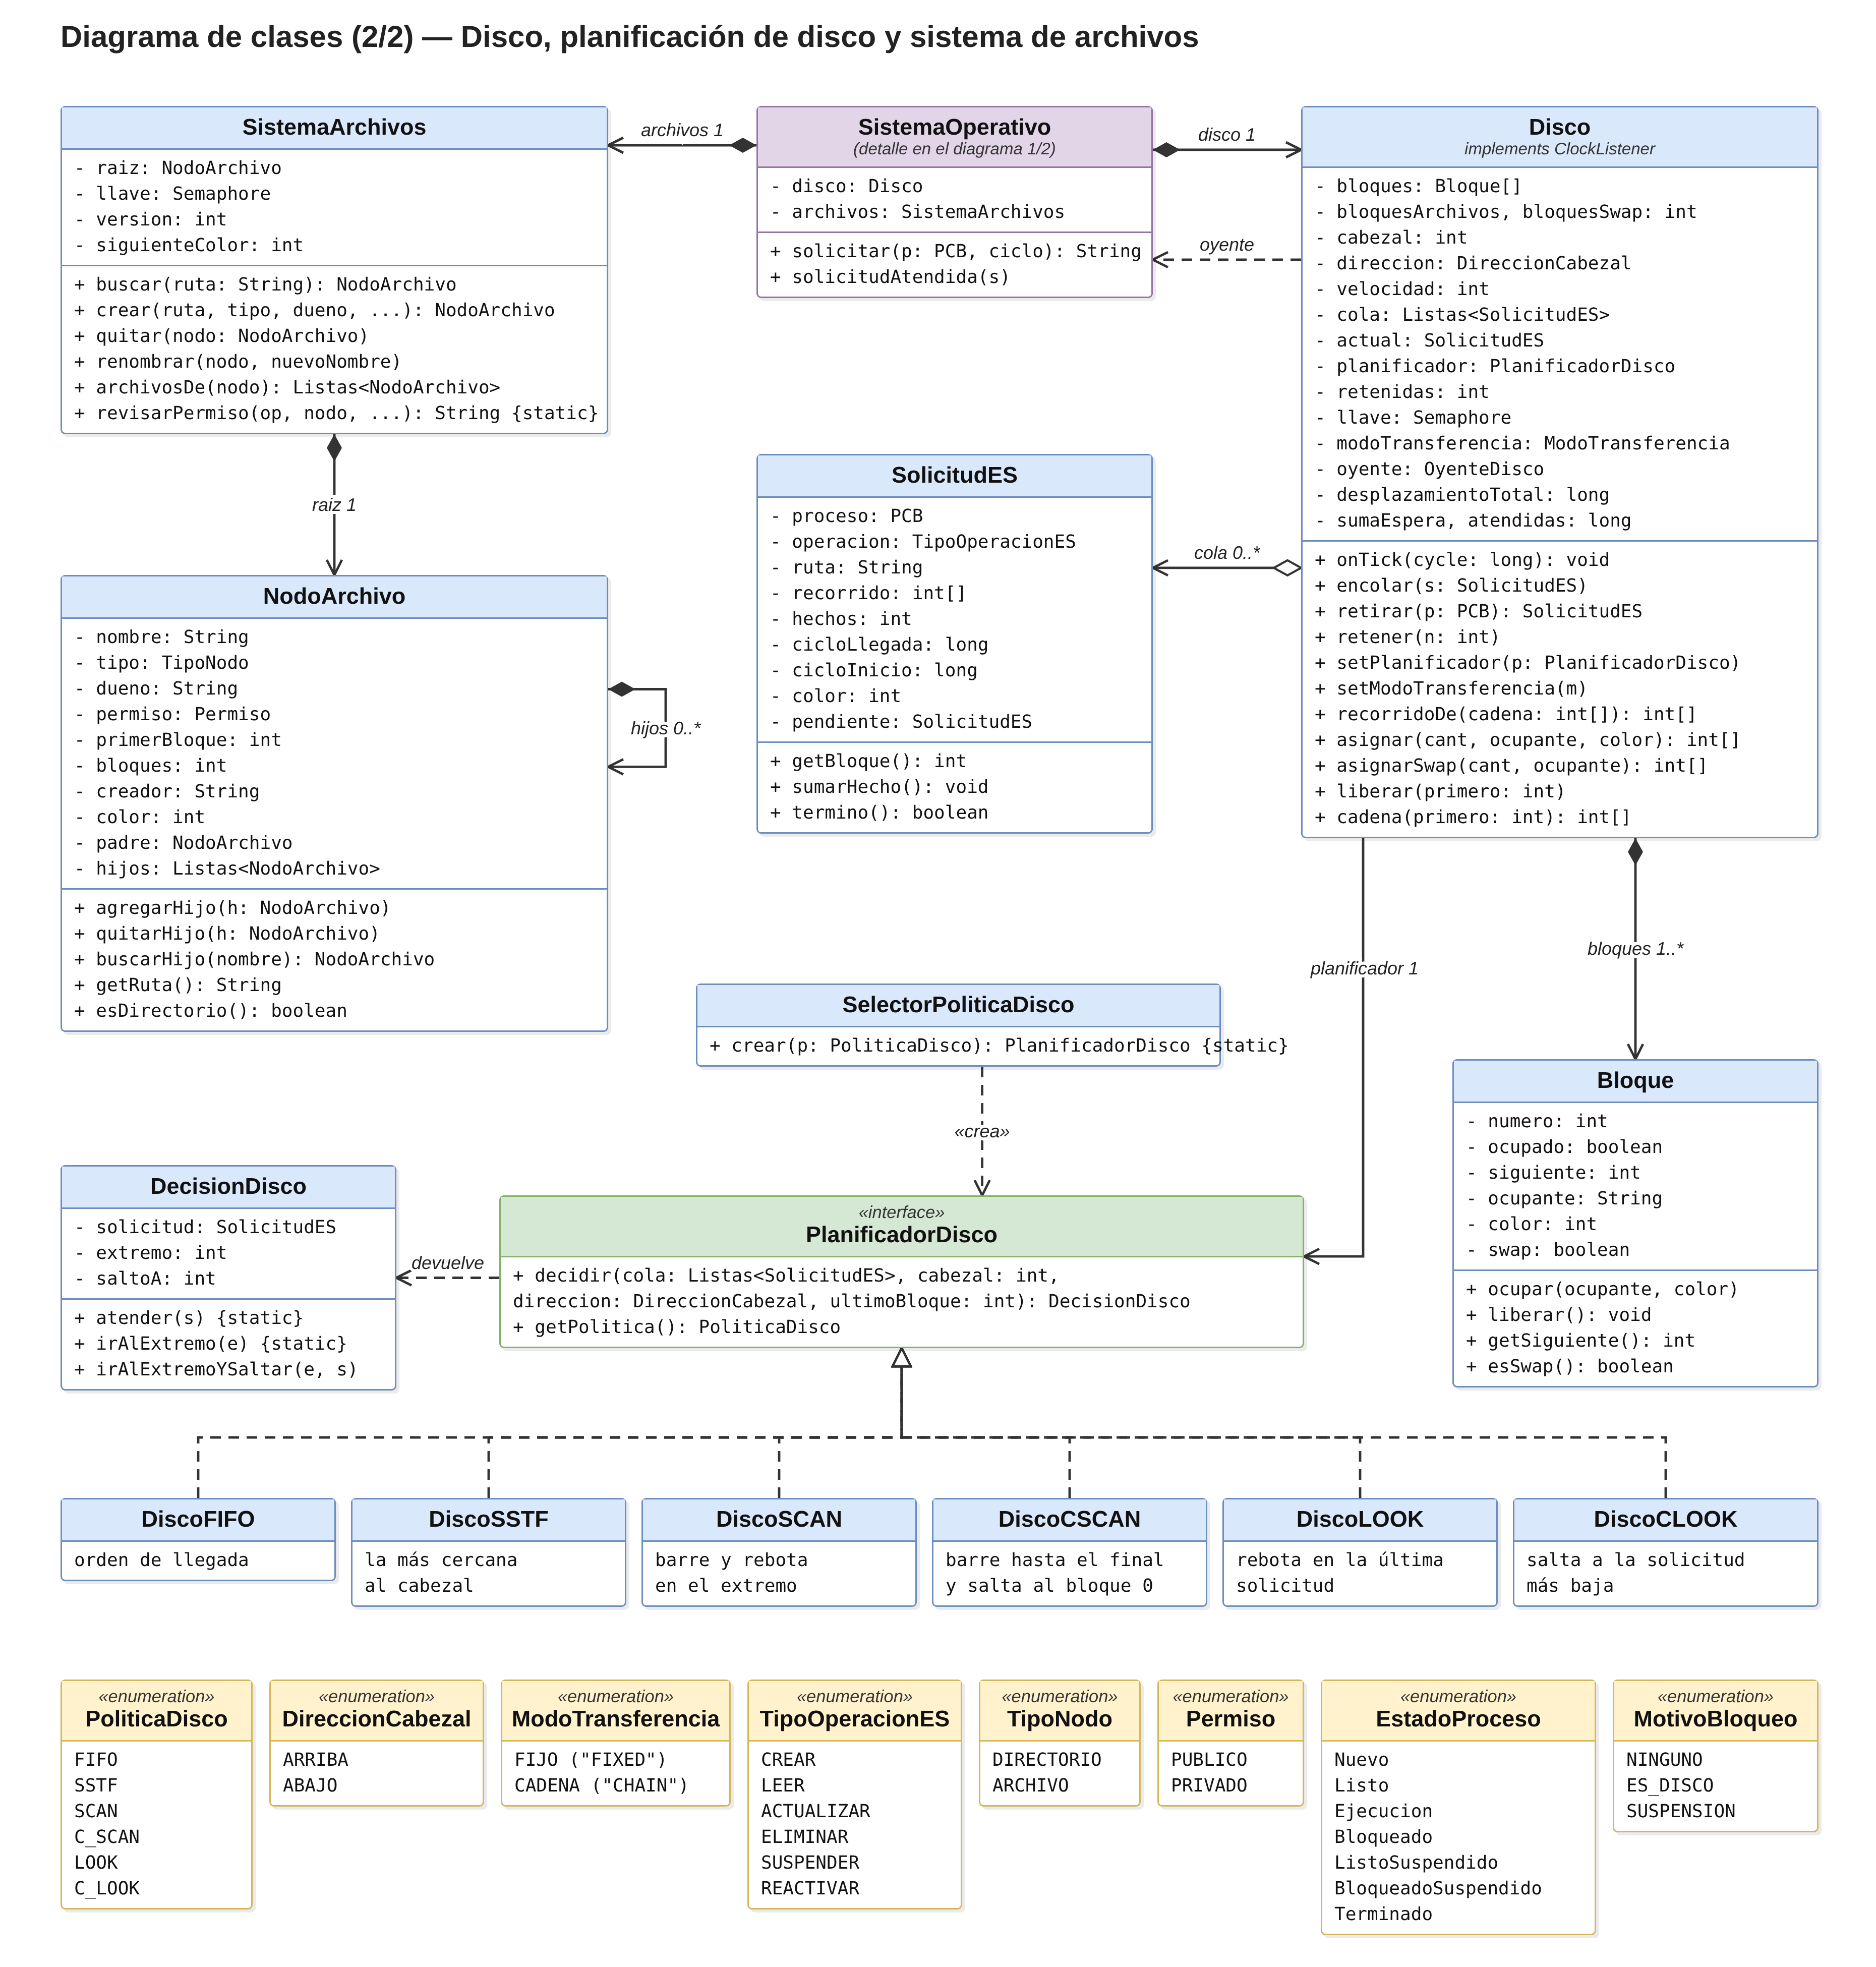 Diagrama de clases (2/2) — Disco, planificación de disco y sistema de archivos
SistemaArchivos
- raiz: NodoArchivo
- llave: Semaphore
- version: int
- siguienteColor: int
+ buscar(ruta: String): NodoArchivo
+ crear(ruta, tipo, dueno, ...): NodoArchivo
+ quitar(nodo: NodoArchivo)
+ renombrar(nodo, nuevoNombre)
+ archivosDe(nodo): Listas<NodoArchivo>
+ revisarPermiso(op, nodo, ...): String {static}
archivos 1
SistemaOperativo
(detalle en el diagrama 1/2)
- disco: Disco
- archivos: SistemaArchivos
+ solicitar(p: PCB, ciclo): String
+ solicitudAtendida(s)
disco 1
oyente
Disco
implements ClockListener
- bloques: Bloque[]
- bloquesArchivos, bloquesSwap: int
- cabezal: int
- direccion: DireccionCabezal
- velocidad: int
- cola: Listas<SolicitudES>
- actual: SolicitudES
- planificador: PlanificadorDisco
- retenidas: int
- llave: Semaphore
- modoTransferencia: ModoTransferencia
- oyente: OyenteDisco
- desplazamientoTotal: long
- sumaEspera, atendidas: long
+ onTick(cycle: long): void
+ encolar(s: SolicitudES)
+ retirar(p: PCB): SolicitudES
+ retener(n: int)
+ setPlanificador(p: PlanificadorDisco)
+ setModoTransferencia(m)
+ recorridoDe(cadena: int[]): int[]
+ asignar(cant, ocupante, color): int[]
+ asignarSwap(cant, ocupante): int[]
+ liberar(primero: int)
+ cadena(primero: int): int[]
raiz 1
SolicitudES
- proceso: PCB
- operacion: TipoOperacionES
- ruta: String
- recorrido: int[]
- hechos: int
- cicloLlegada: long
- cicloInicio: long
- color: int
- pendiente: SolicitudES
+ getBloque(): int
+ sumarHecho(): void
+ termino(): boolean
cola 0..*
NodoArchivo
- nombre: String
- tipo: TipoNodo
- dueno: String
- permiso: Permiso
- primerBloque: int
- bloques: int
- creador: String
- color: int
- padre: NodoArchivo
- hijos: Listas<NodoArchivo>
+ agregarHijo(h: NodoArchivo)
+ quitarHijo(h: NodoArchivo)
+ buscarHijo(nombre): NodoArchivo
+ getRuta(): String
+ esDirectorio(): boolean
hijos 0..*
planificador 1
bloques 1..*
SelectorPoliticaDisco
+ crear(p: PoliticaDisco): PlanificadorDisco {static}
«crea»
Bloque
- numero: int
- ocupado: boolean
- siguiente: int
- ocupante: String
- color: int
- swap: boolean
+ ocupar(ocupante, color)
+ liberar(): void
+ getSiguiente(): int
+ esSwap(): boolean
DecisionDisco
- solicitud: SolicitudES
- extremo: int
- saltoA: int
+ atender(s) {static}
+ irAlExtremo(e) {static}
+ irAlExtremoYSaltar(e, s)
devuelve
«interface»
PlanificadorDisco
+ decidir(cola: Listas<SolicitudES>, cabezal: int,
direccion: DireccionCabezal, ultimoBloque: int): DecisionDisco
+ getPolitica(): PoliticaDisco
DiscoFIFO
orden de llegada
DiscoSSTF
la más cercana
al cabezal
DiscoSCAN
barre y rebota
en el extremo
DiscoCSCAN
barre hasta el final
y salta al bloque 0
DiscoLOOK
rebota en la última
solicitud
DiscoCLOOK
salta a la solicitud
más baja
«enumeration»
PoliticaDisco
FIFO
SSTF
SCAN
C_SCAN
LOOK
C_LOOK
«enumeration»
DireccionCabezal
ARRIBA
ABAJO
«enumeration»
ModoTransferencia
FIJO ("FIXED")
CADENA ("CHAIN")
«enumeration»
TipoOperacionES
CREAR
LEER
ACTUALIZAR
ELIMINAR
SUSPENDER
REACTIVAR
«enumeration»
TipoNodo
DIRECTORIO
ARCHIVO
«enumeration»
Permiso
PUBLICO
PRIVADO
«enumeration»
EstadoProceso
Nuevo
Listo
Ejecucion
Bloqueado
ListoSuspendido
BloqueadoSuspendido
Terminado
«enumeration»
MotivoBloqueo
NINGUNO
ES_DISCO
SUSPENSION